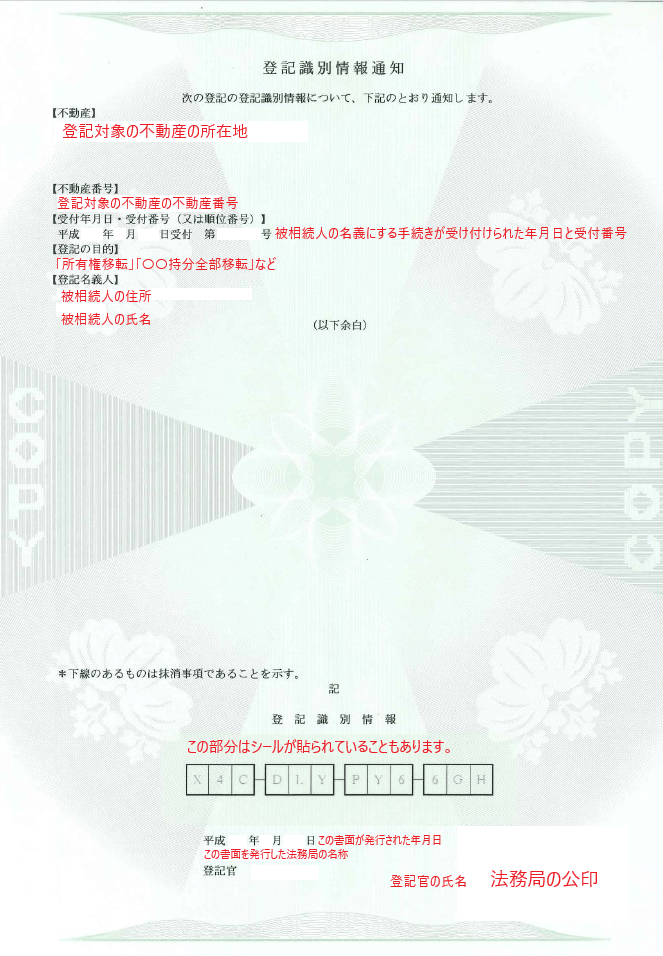 登記識別情報通知
次の登記の登記識別情報について、下記のとおり通知します。
【不動産】
登記対象の不動産の所在地
【不動産番号】
登記対象の不動産の不動産番号
【受付年月日・受付番号（又は順位番号）】
平成 年 月 日受付 第 号 被相続人の名義にする手続きが受け付けられた年月日と受付番号
【登記の目的】
「所有権移転」「〇〇持分全部移転」など
【登記名義人】
被相続人の住所
被相続人の氏名
（以下余白）
COPY
COPY
＊下線のあるものは抹消事項であることを示す。
記
登 記 識 別 情 報
この部分はシールが貼られていることもあります。
X4C-DLY-PY6-6GH
平成 年 月 日 この書面が発行された年月日
この書面を発行した法務局の名称
登記官
登記官の氏名 法務局の公印